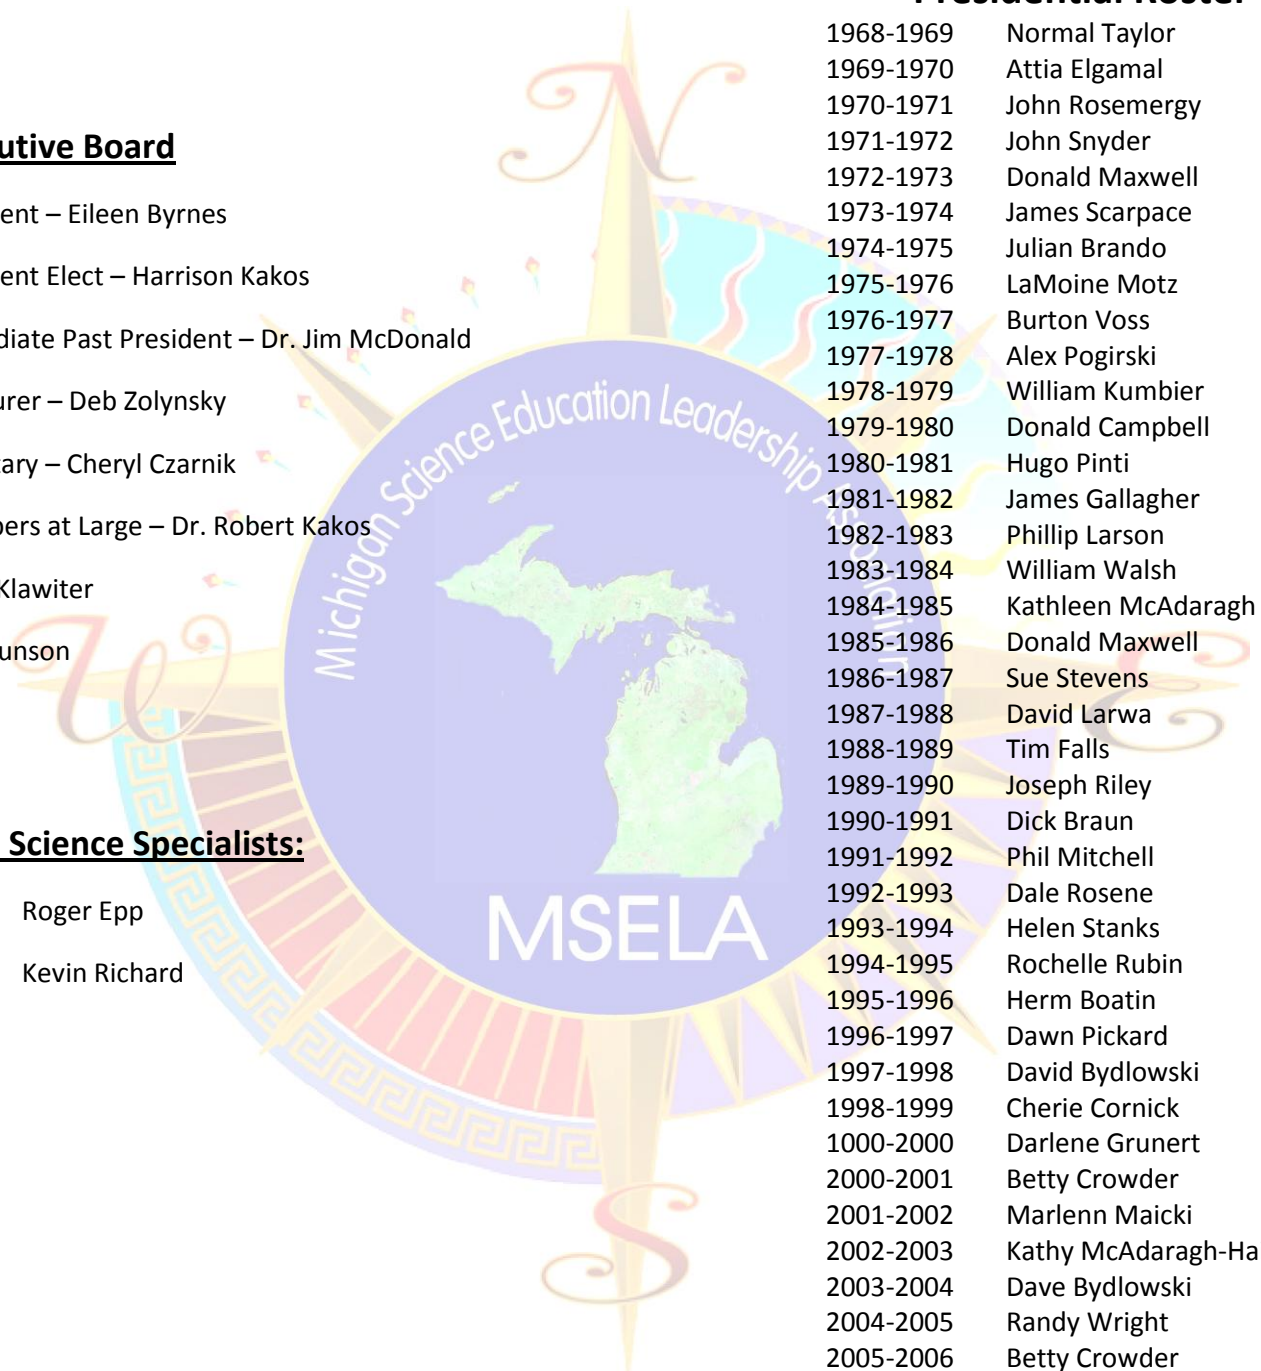 utive Board
ent – Eileen Byrnes
ent Elect – Harrison Kakos
diate Past President – Dr. Jim McDonald
urer – Deb Zolynsky
tary – Cheryl Czarnik
bers at Large – Dr. Robert Kakos
Klawiter
unson
Science Specialists:
Roger Epp
Kevin Richard
N
W
E
S
Michigan Science Education Leadership Association
MSELA
Presidential Roster
1968-1969 Normal Taylor
1969-1970 Attia Elgamal
1970-1971 John Rosemergy
1971-1972 John Snyder
1972-1973 Donald Maxwell
1973-1974 James Scarpace
1974-1975 Julian Brando
1975-1976 LaMoine Motz
1976-1977 Burton Voss
1977-1978 Alex Pogirski
1978-1979 William Kumbier
1979-1980 Donald Campbell
1980-1981 Hugo Pinti
1981-1982 James Gallagher
1982-1983 Phillip Larson
1983-1984 William Walsh
1984-1985 Kathleen McAdaragh
1985-1986 Donald Maxwell
1986-1987 Sue Stevens
1987-1988 David Larwa
1988-1989 Tim Falls
1989-1990 Joseph Riley
1990-1991 Dick Braun
1991-1992 Phil Mitchell
1992-1993 Dale Rosene
1993-1994 Helen Stanks
1994-1995 Rochelle Rubin
1995-1996 Herm Boatin
1996-1997 Dawn Pickard
1997-1998 David Bydlowski
1998-1999 Cherie Cornick
1000-2000 Darlene Grunert
2000-2001 Betty Crowder
2001-2002 Marlenn Maicki
2002-2003 Kathy McAdaragh-Ha
2003-2004 Dave Bydlowski
2004-2005 Randy Wright
2005-2006 Betty Crowder